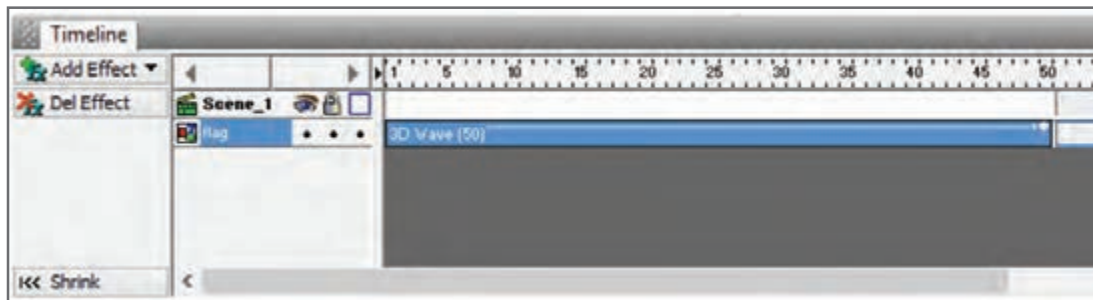 Timeline
Add Effect
1 5 10 15 20 25 30 35 40 45 50
Del Effect
Scene_1
flag
3D Wave (50)
Shrink